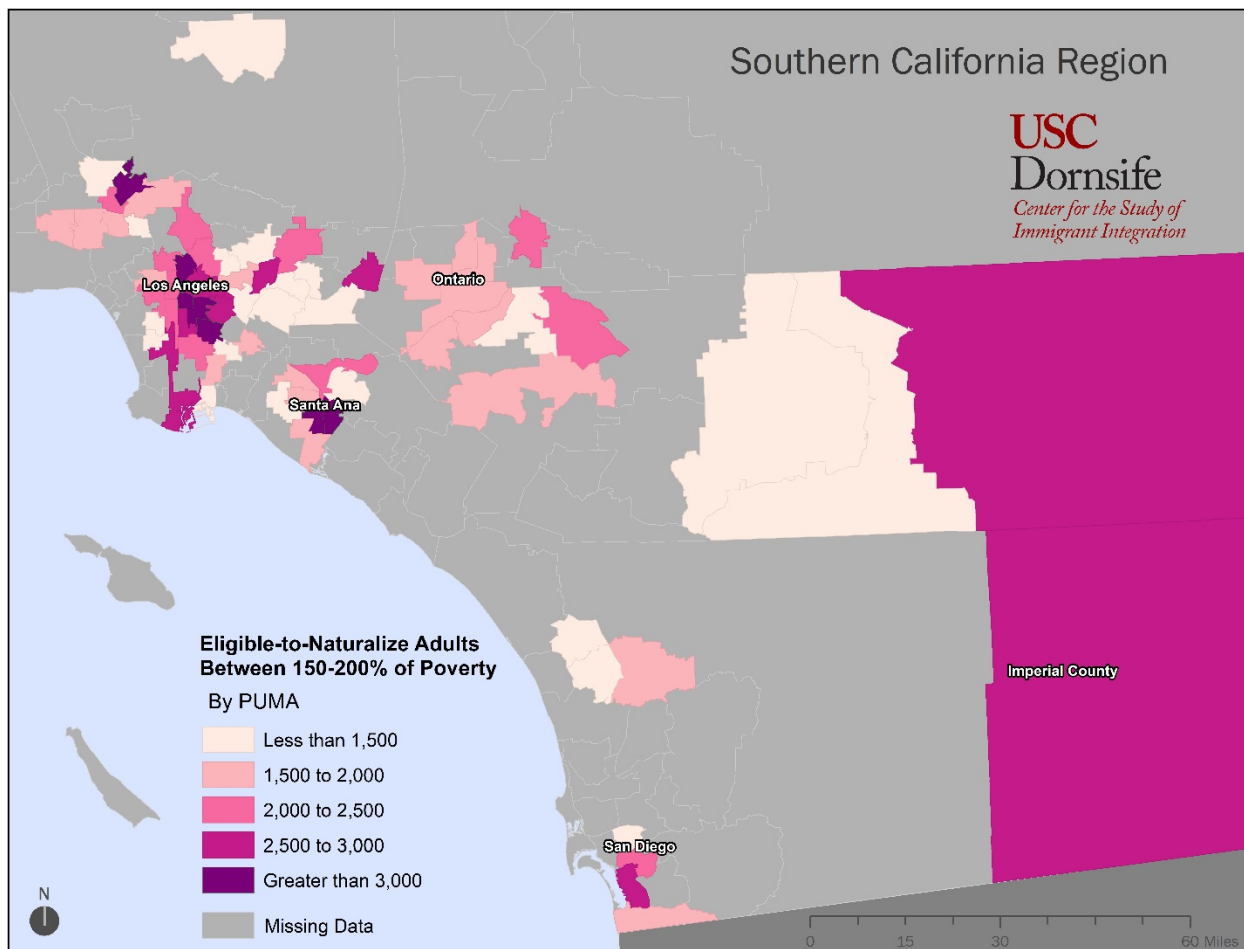 Southern California Region
USC
Dornsife
Center for the Study of
Immigrant Integration
Los Angeles
Ontario
Santa Ana
Imperial County
San Diego
Eligible-to-Naturalize Adults
Between 150-200% of Poverty
By PUMA
Less than 1,500
1,500 to 2,000
2,000 to 2,500
2,500 to 3,000
Greater than 3,000
Missing Data
N
0 15 30 60 Miles